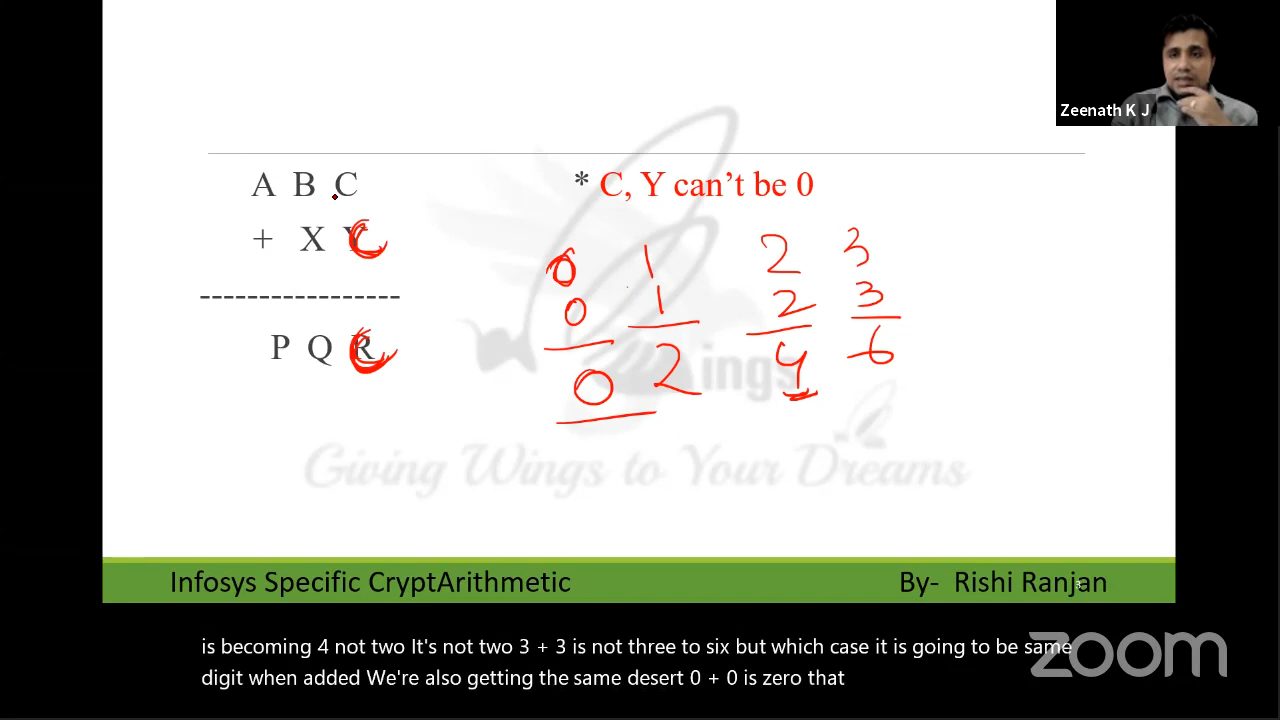 Zeenath K J
A B C
* C, Y can't be 0
+ X Y C
0 1 2 3
0 1 2 3
-----------------
P Q R C
0 2 4 6
ings
Giving Wings to Your Dreams
Infosys Specific CryptArithmetic
By- Rishi Ranjan
is becoming 4 not two It's not two 3 + 3 is not three to six but which case it is going to be same
digit when added We're also getting the same desert 0 + 0 is zero that
zoom